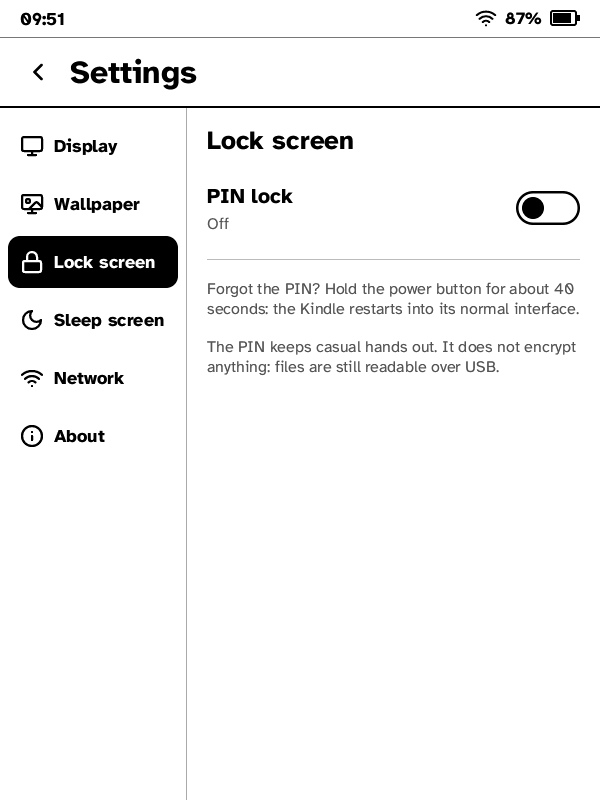 09:51
87%
Settings
Display
Wallpaper
Lock screen
Sleep screen
Network
About
Lock screen
PIN lock
Off
Forgot the PIN? Hold the power button for about 40
seconds: the Kindle restarts into its normal interface.
The PIN keeps casual hands out. It does not encrypt
anything: files are still readable over USB.